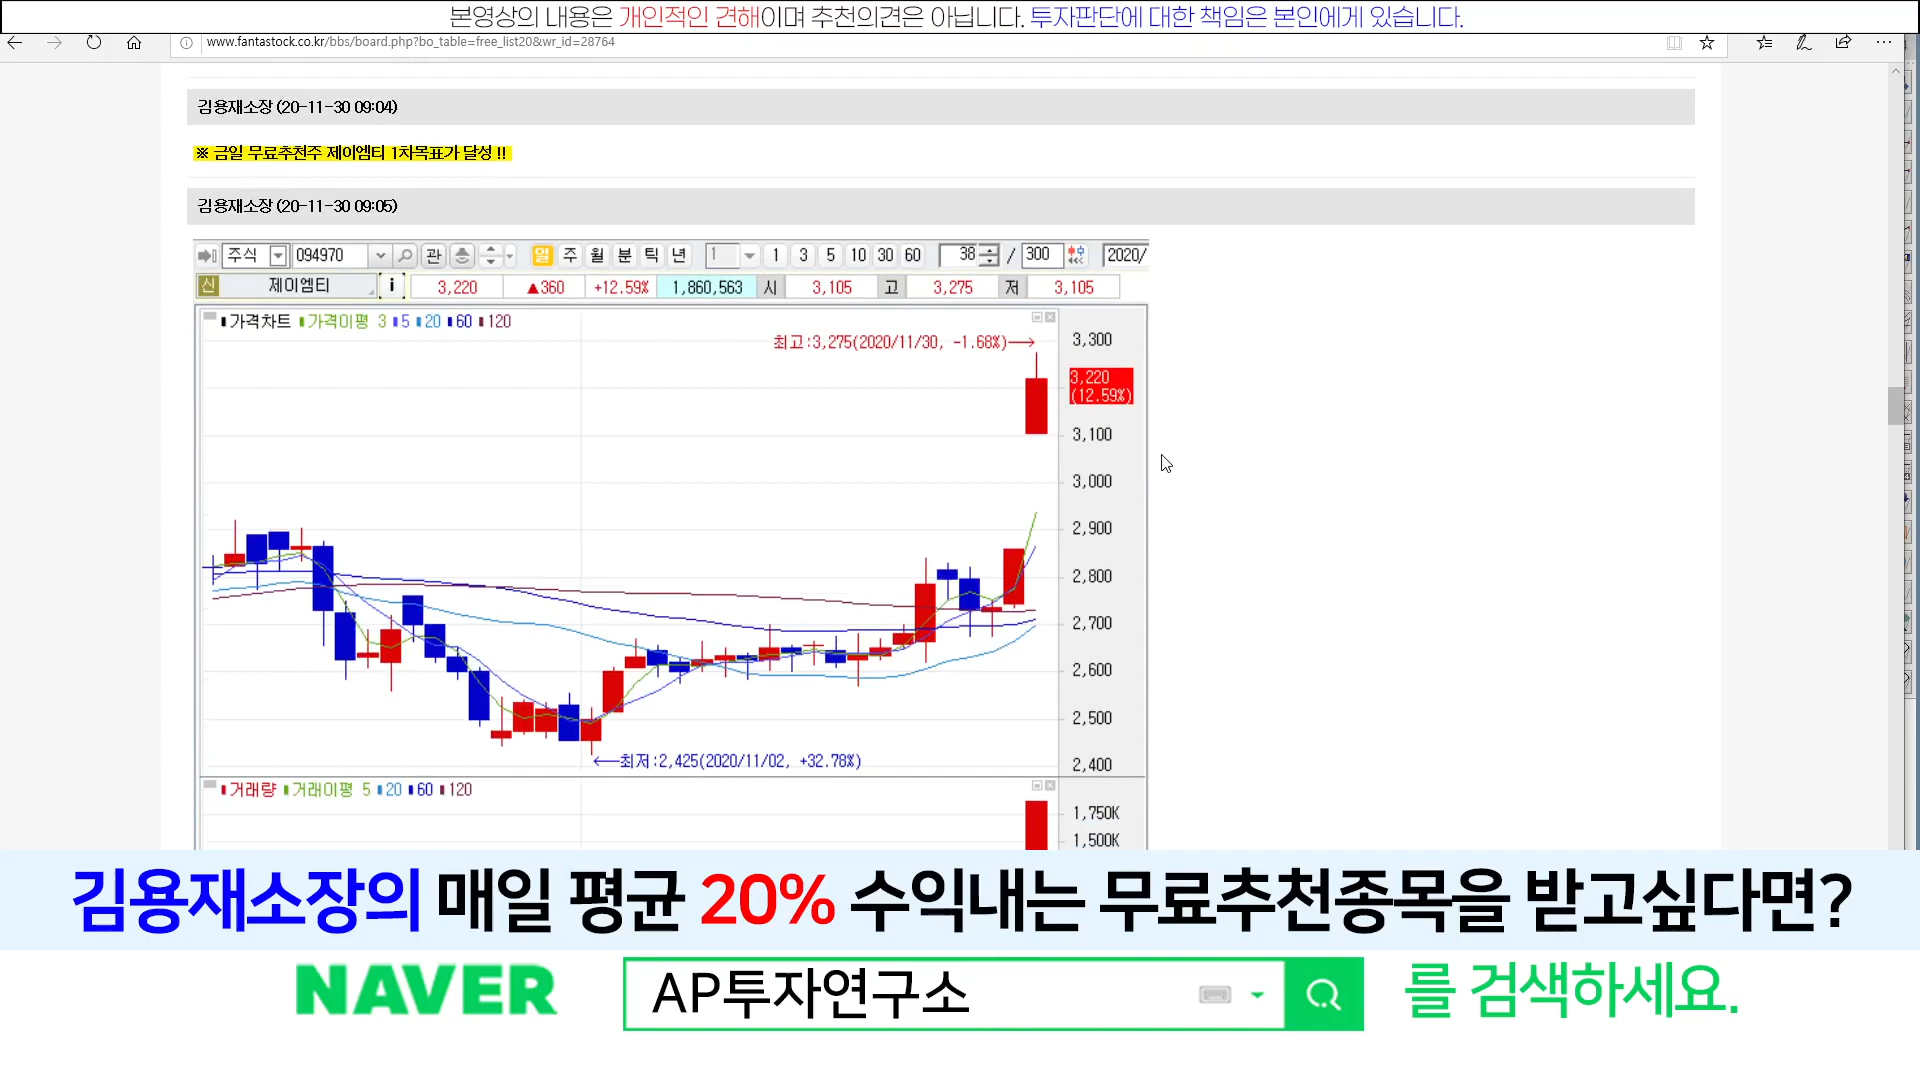 본영상의 내용은 개인적인 견해이며 추천의견은 아닙니다. 투자판단에 대한 책임은 본인에게 있습니다.
www.fantastock.co.kr/bbs/board.php?bo_table=free_list20&wr_id=28764
김용재소장 (20-11-30 09:04)
※ 금일 무료추천주 제이엠티 1차목표가 달성 !!
김용재소장 (20-11-30 09:05)
주식 094970 관 일 주 월 분 틱 년 1 1 3 5 10 30 60 38 / 300 2020/
신 제이엠티 i 3,220 ▲360 +12.59% 1,860,563 시 3,105 고 3,275 저 3,105
가격차트 가격이평 3 5 20 60 120
최고:3,275(2020/11/30, -1.68%)→
3,300
3,220
(12.59%)
3,100
3,000
2,900
2,800
2,700
2,600
2,500
←최저:2,425(2020/11/02, +32.78%)
2,400
거래량 거래이평 5 20 60 120
1,750K
1,500K
김용재소장의 매일 평균 20% 수익내는 무료추천종목을 받고싶다면?
NAVER AP투자연구소 를 검색하세요.